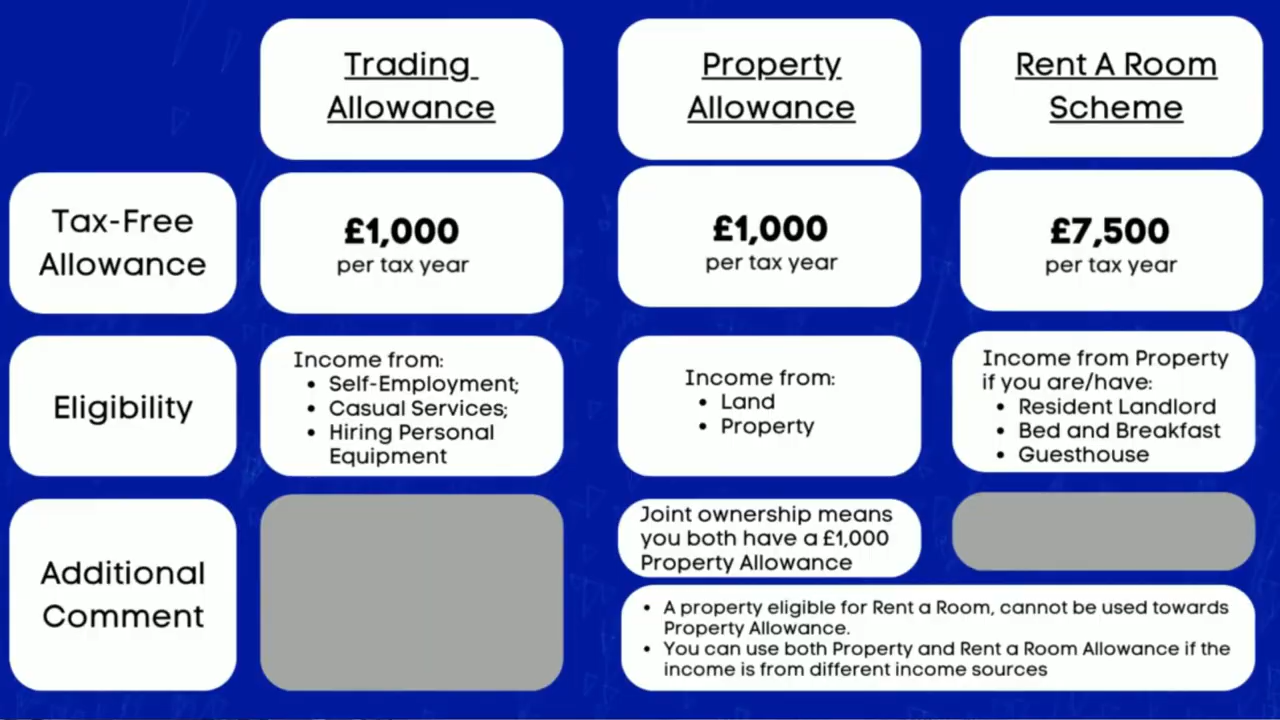 Trading
Allowance
Property
Allowance
Rent A Room
Scheme
Tax-Free
Allowance
£1,000
per tax year
£1,000
per tax year
£7,500
per tax year
Eligibility
Income from:
• Self-Employment;
• Casual Services;
• Hiring Personal
Equipment
Income from:
• Land
• Property
Income from Property
if you are/have:
• Resident Landlord
• Bed and Breakfast
• Guesthouse
Additional
Comment
Joint ownership means
you both have a £1,000
Property Allowance
• A property eligible for Rent a Room, cannot be used towards
Property Allowance.
• You can use both Property and Rent a Room Allowance if the
income is from different income sources